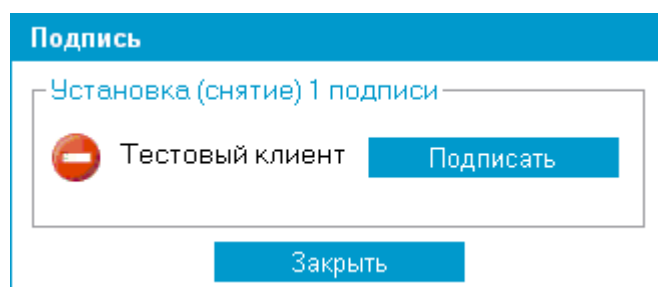 Подпись
Установка (снятие) 1 подписи
Тестовый клиент Подписать
Закрыть